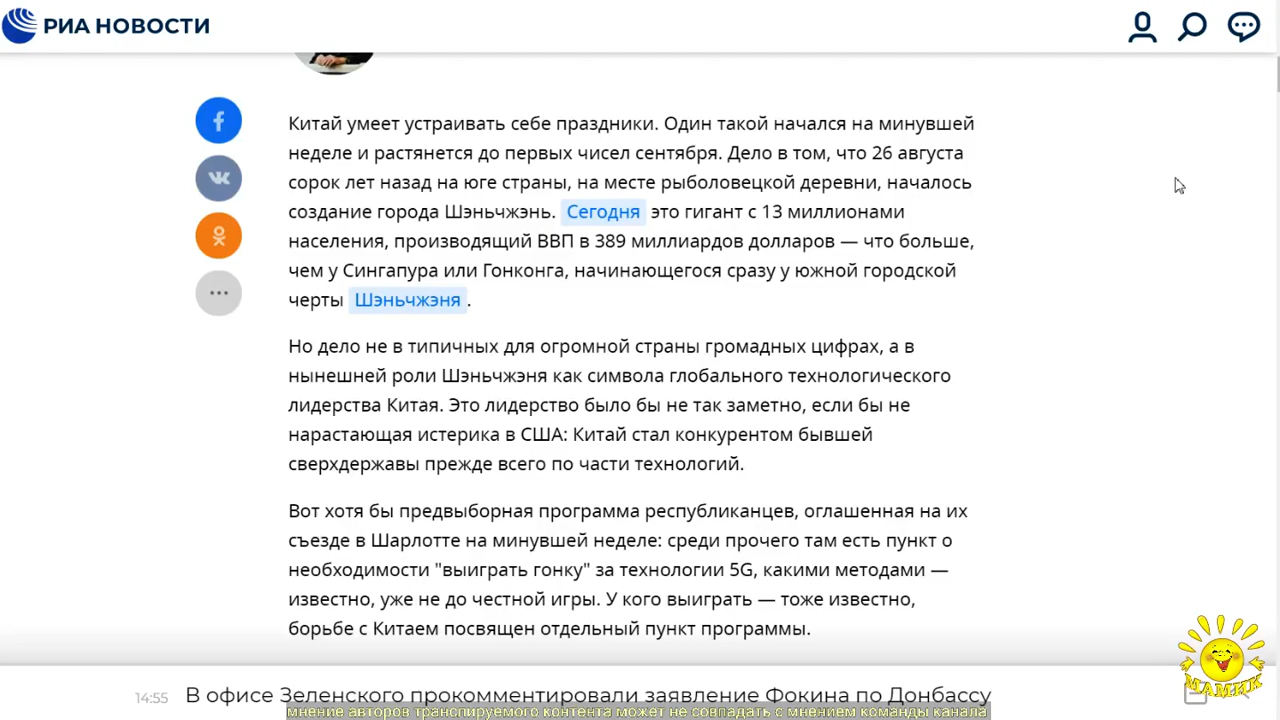 РИА НОВОСТИ
Китай умеет устраивать себе праздники. Один такой начался на минувшей
неделе и растянется до первых чисел сентября. Дело в том, что 26 августа
сорок лет назад на юге страны, на месте рыболовецкой деревни, началось
создание города Шэньчжэнь. Сегодня это гигант с 13 миллионами
населения, производящий ВВП в 389 миллиардов долларов — что больше,
чем у Сингапура или Гонконга, начинающегося сразу у южной городской
черты Шэньчжэня.
Но дело не в типичных для огромной страны громадных цифрах, а в
нынешней роли Шэньчжэня как символа глобального технологического
лидерства Китая. Это лидерство было бы не так заметно, если бы не
нарастающая истерика в США: Китай стал конкурентом бывшей
сверхдержавы прежде всего по части технологий.
Вот хотя бы предвыборная программа республиканцев, оглашенная на их
съезде в Шарлотте на минувшей неделе: среди прочего там есть пункт о
необходимости "выиграть гонку" за технологии 5G, какими методами —
известно, уже не до честной игры. У кого выиграть — тоже известно,
борьбе с Китаем посвящен отдельный пункт программы.
МАМИК
14:55 В офисе Зеленского прокомментировали заявление Фокина по Донбассу
мнение авторов транслируемого контента может не совпадать с мнением команды канала